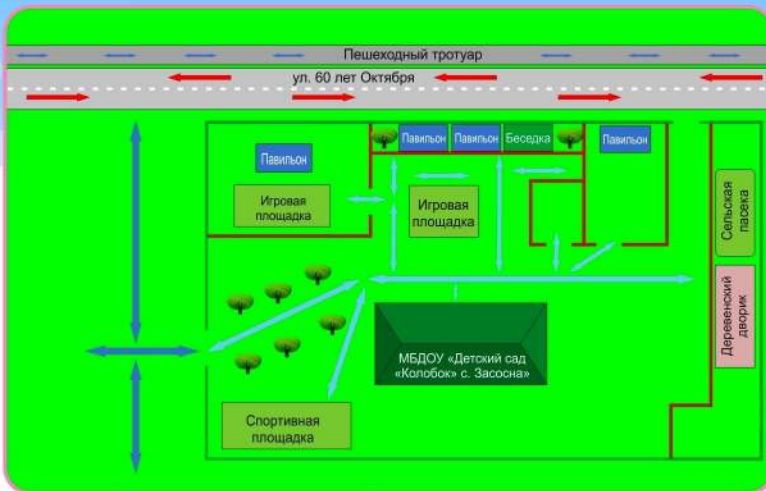 Пешеходный тротуар
ул. 60 лет Октября
Павильон
Павильон
Беседка
Павильон
Павильон
Игровая
площадка
Игровая
площадка
Сельская
пасека
Деревенский
дворик
МБДОУ «Детский сад
«Колобок» с. Засосна»
Спортивная
площадка